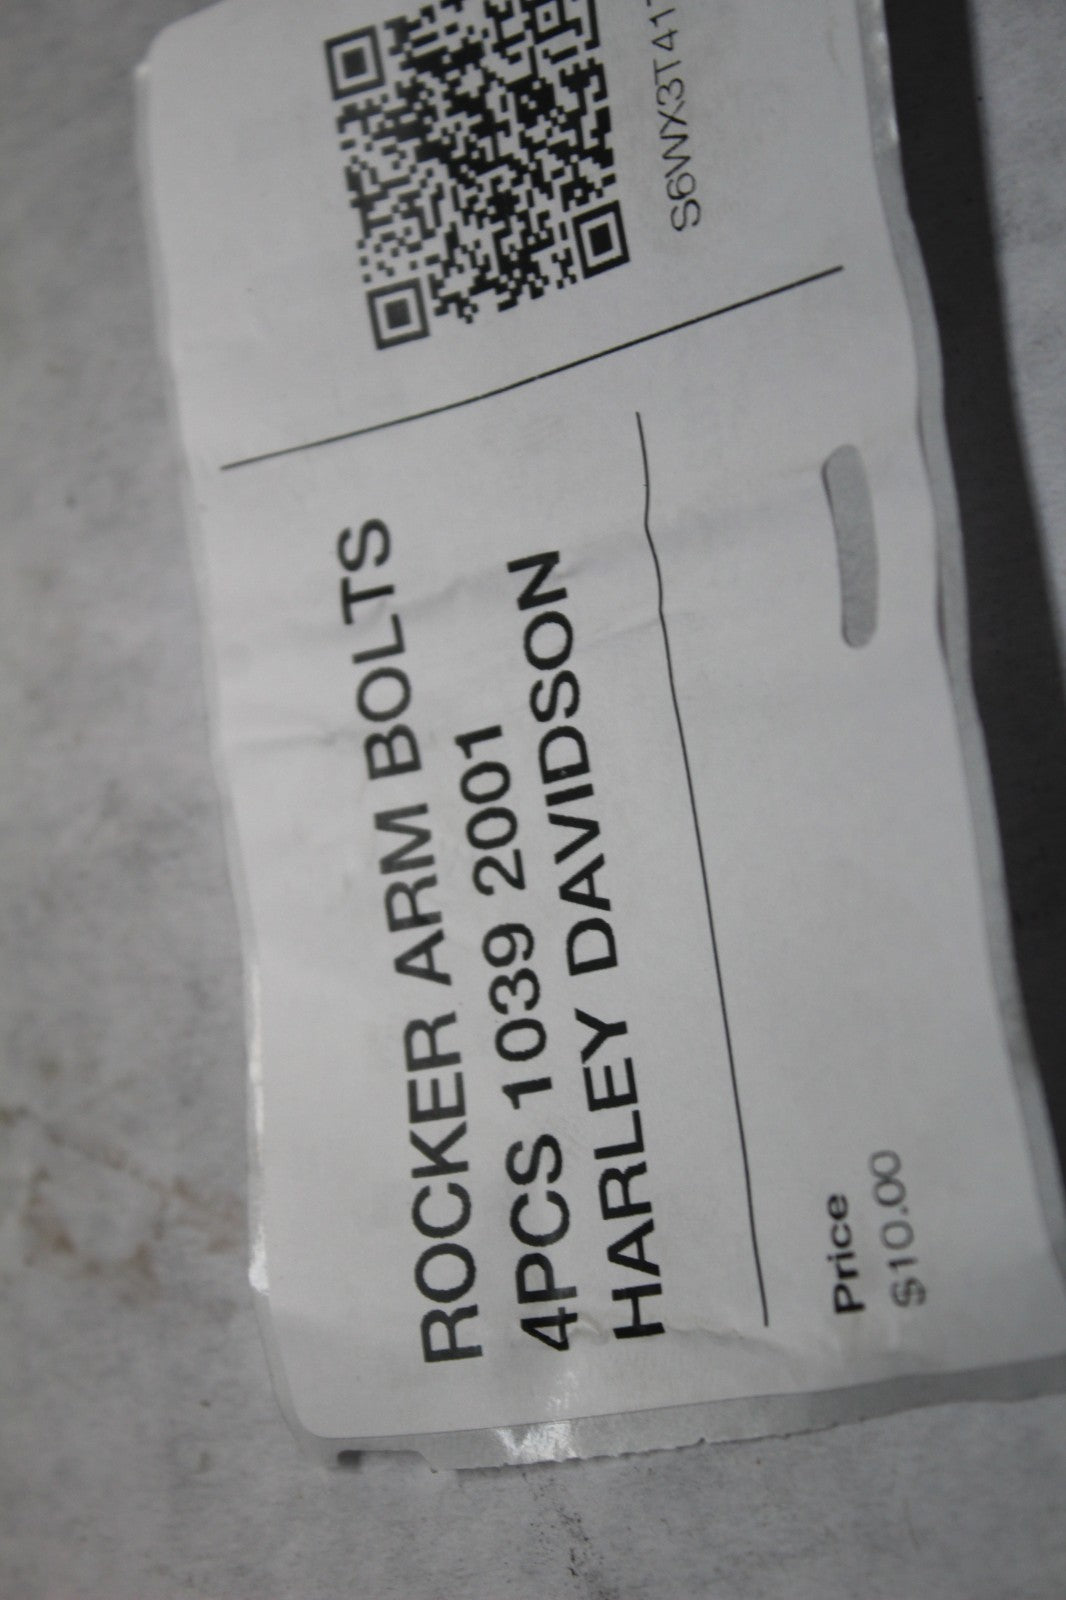 ROCKER ARM BOLTS
4PCS 1039 2001
HARLEY DAVIDSON
Price
$10.00